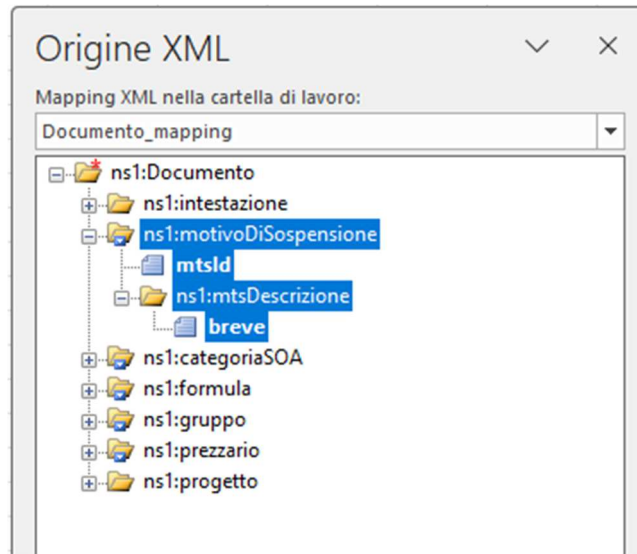 Origine XML
Mapping XML nella cartella di lavoro:
Documento_mapping
ns1:Documento
ns1:intestazione
ns1:motivoDiSospensione
mtsId
ns1:mtsDescrizione
breve
ns1:categoriaSOA
ns1:formula
ns1:gruppo
ns1:prezzario
ns1:progetto